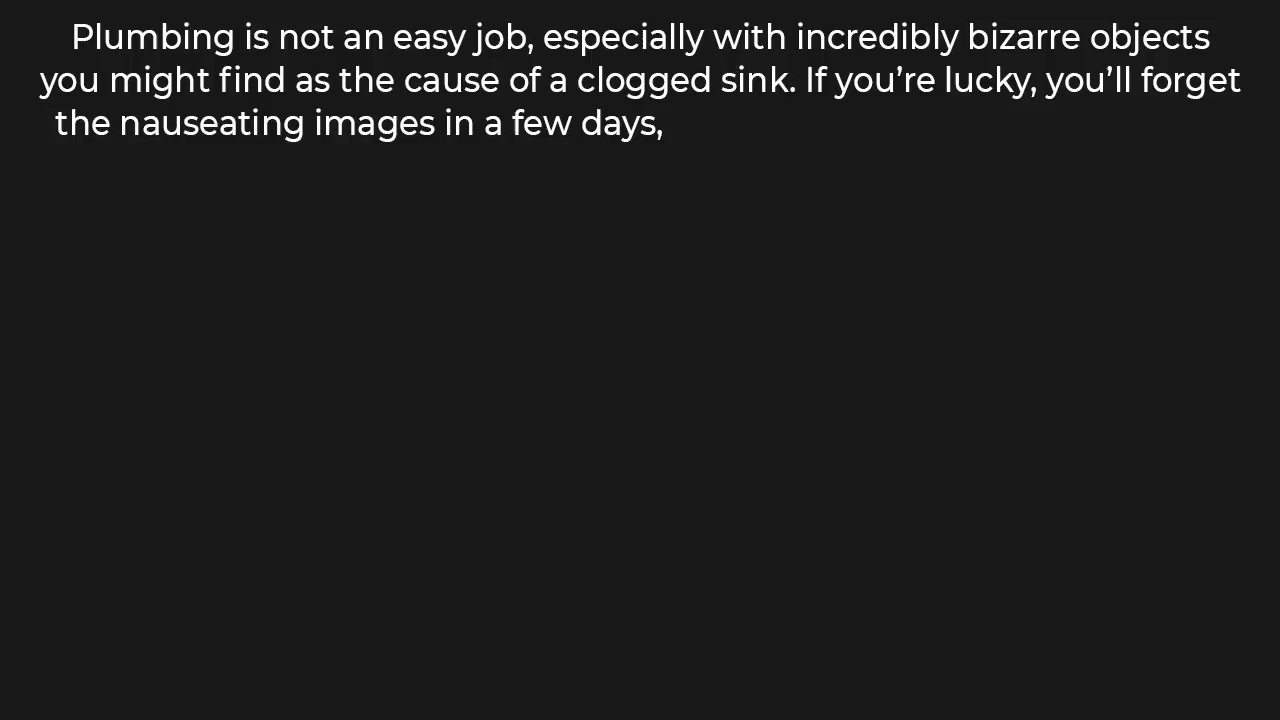 Plumbing is not an easy job, especially with incredibly bizarre objects
you might find as the cause of a clogged sink. If you’re lucky, you’ll forget
the nauseating images in a few days,